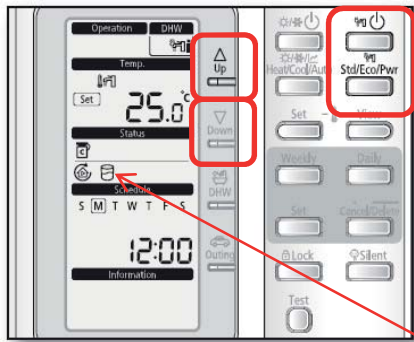 Operation DHW
Temp.
Set 25.0 °C
Status
C
Schedule
S M T W T F S
12:00
Information
Up
Down
DHW
Outing
Heat/Cool/Auto
Std/Eco/Pwr
Set View
Weekly Daily
Set Cancel/Delete
Lock Silent
Test